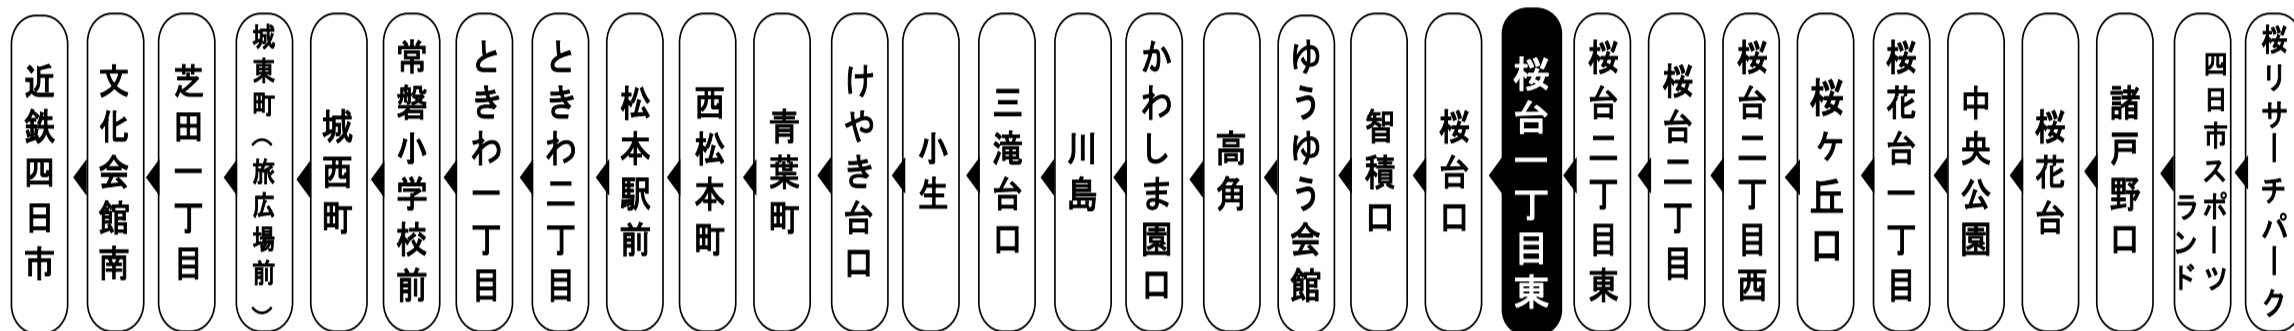 近鉄四日市
文化会館南
芝田一丁目
城東町（旅広場前）
城西町
常磐小学校前
ときわ一丁目
ときわ二丁目
松本駅前
西松本町
青葉町
けやき台口
小生
三滝台口
川島
かわしま園口
高角
ゆうゆう会館
智積口
桜台口
桜台一丁目東
桜台二丁目東
桜台二丁目
桜台二丁目西
桜ケ丘口
桜花台一丁目
中央公園
桜花台
諸戸野口
四日市スポーツ
ランド
桜リサーチパーク